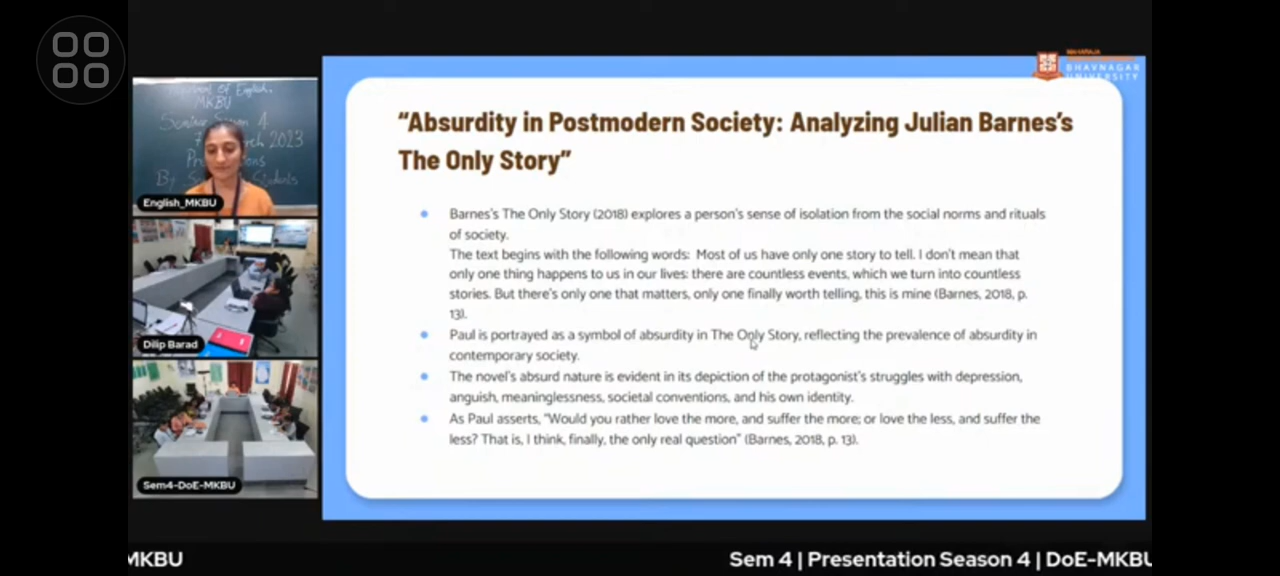 MAHARAJA
BHAVNAGAR
UNIVERSITY
of English.
MKBU
Seminar 4
2023
By Students
English_MKBU
Dilip Barad
Sem4-DoE-MKBU
“Absurdity in Postmodern Society: Analyzing Julian Barnes’s
The Only Story”
Barnes’s The Only Story (2018) explores a person’s sense of isolation from the social norms and rituals
of society.
The text begins with the following words: Most of us have only one story to tell. I don’t mean that
only one thing happens to us in our lives: there are countless events, which we turn into countless
stories. But there’s only one that matters, only one finally worth telling, this is mine (Barnes, 2018, p.
13).
Paul is portrayed as a symbol of absurdity in The Only Story, reflecting the prevalence of absurdity in
contemporary society.
The novel’s absurd nature is evident in its depiction of the protagonist’s struggles with depression,
anguish, meaninglessness, societal conventions, and his own identity.
As Paul asserts, “Would you rather love the more, and suffer the more; or love the less, and suffer the
less? That is, I think, finally, the only real question” (Barnes, 2018, p. 13).
MKBU
Sem 4 | Presentation Season 4 | DoE-MKBU